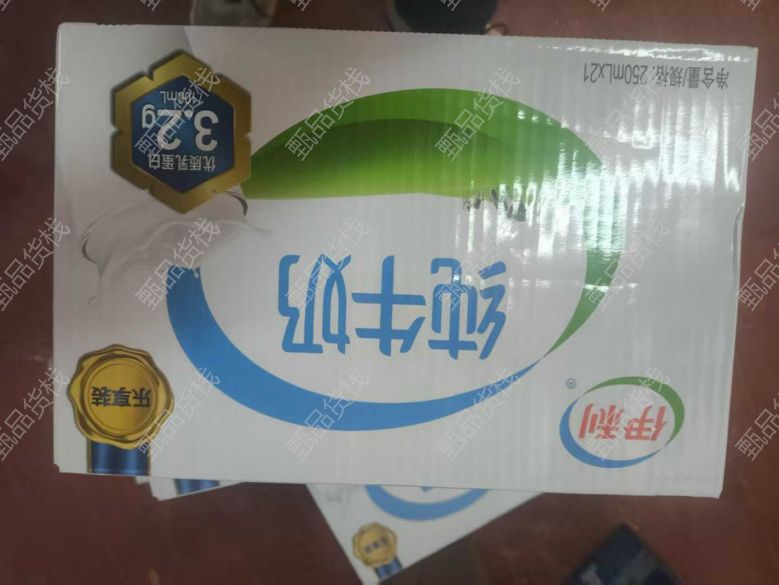 伊利
®
纯牛奶
乐享装
优质乳蛋白
3.2g
100mL
净含量/规格: 250mL×21
甄品货栈